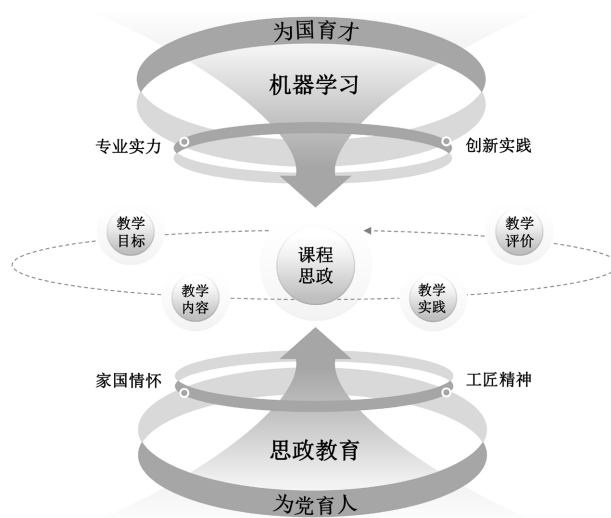 为国育才
机器学习
专业实力
创新实践
教学
目标
教学
评价
课程
思政
教学
内容
教学
实践
家国情怀
工匠精神
思政教育
为党育人